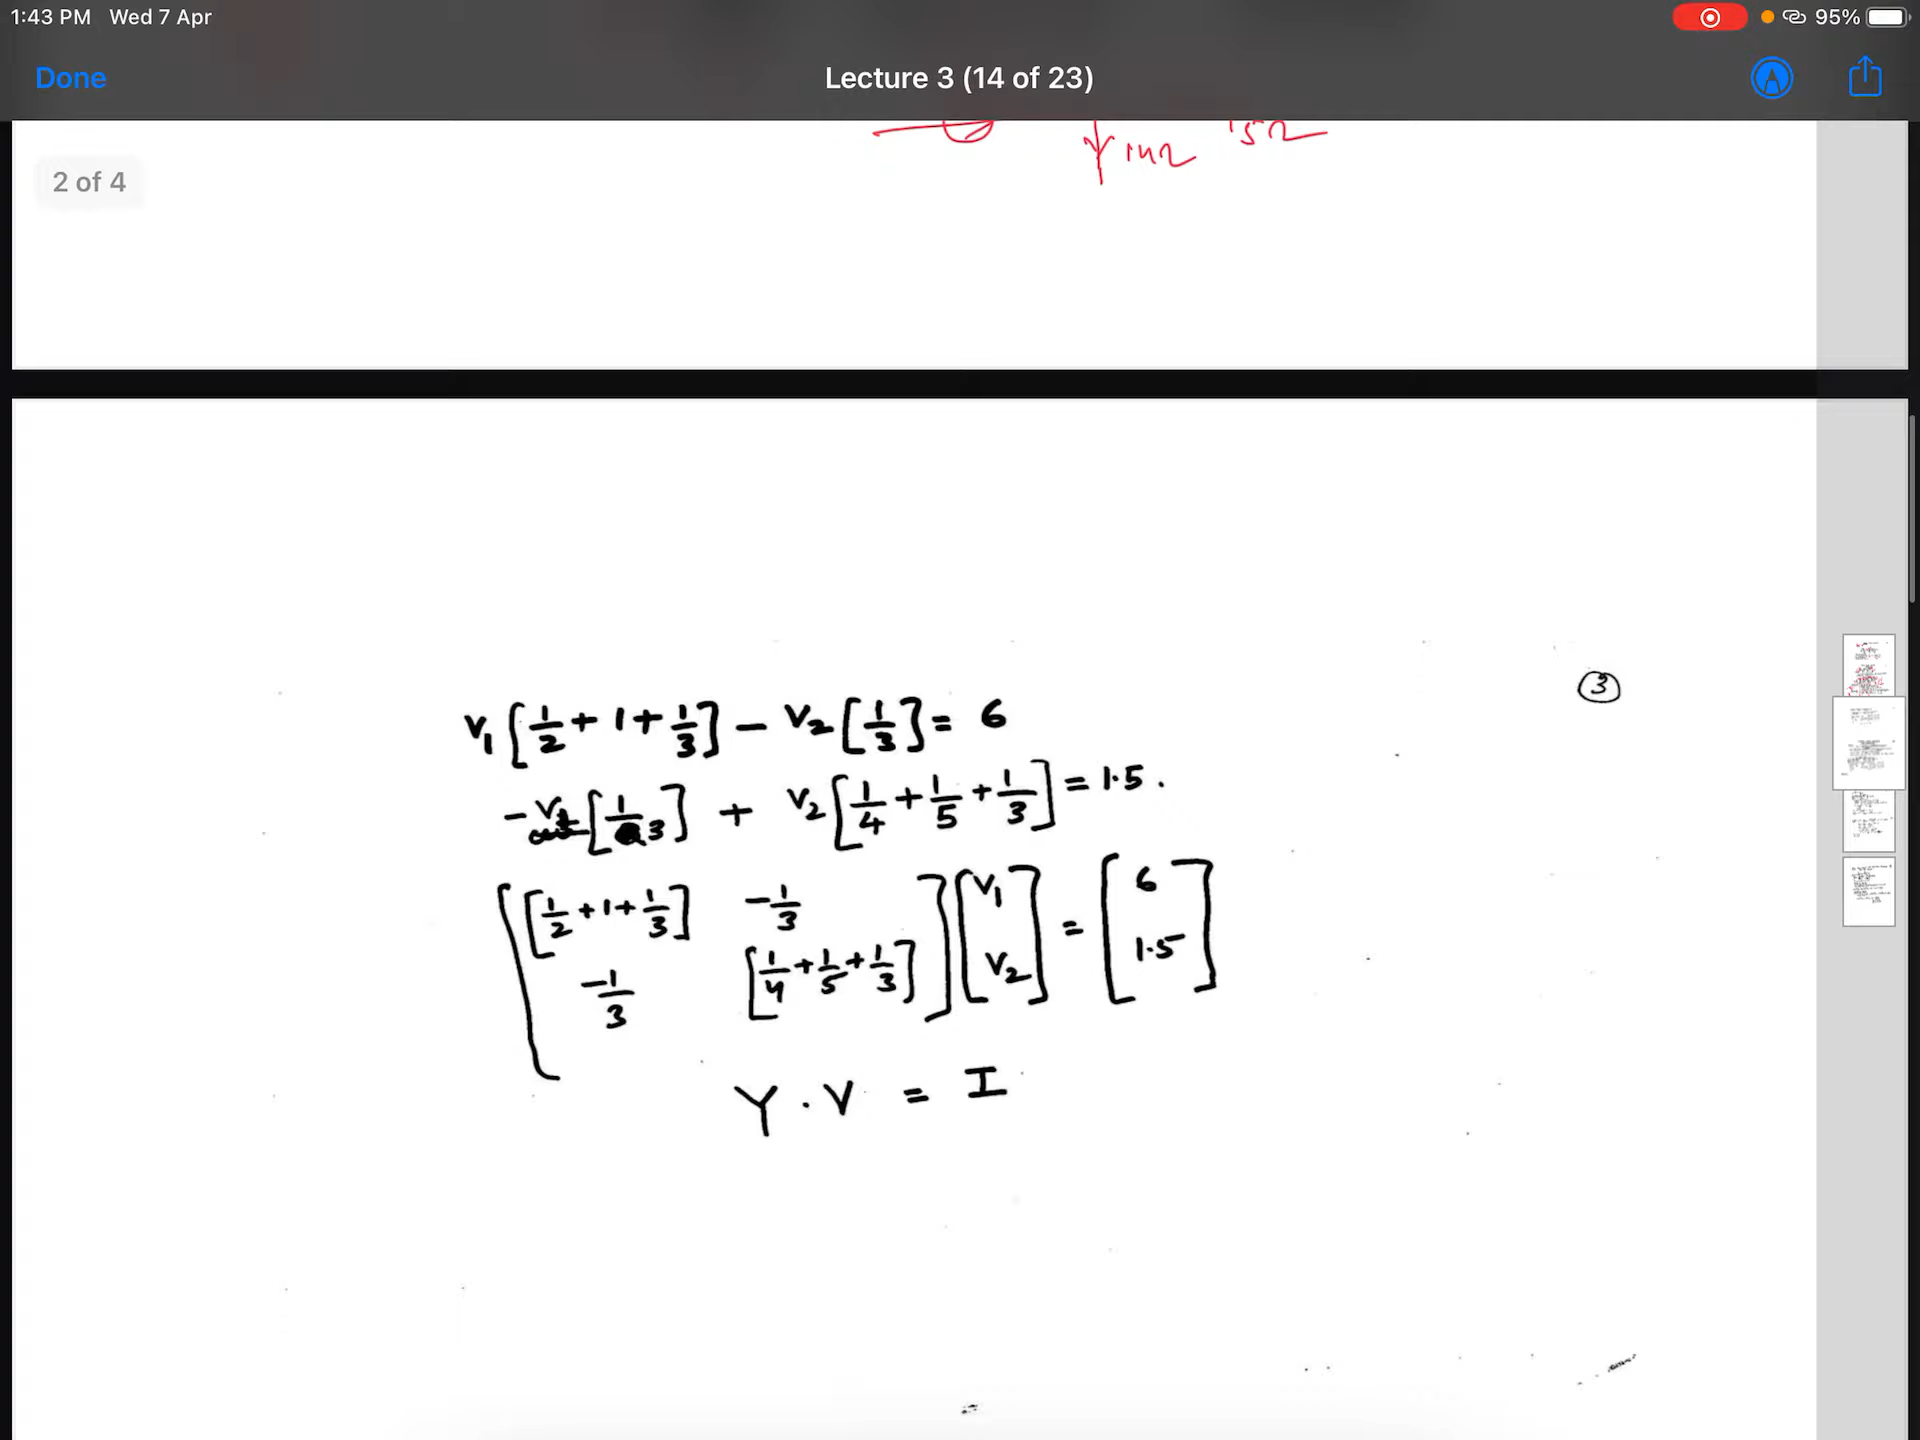 1:43 PM Wed 7 Apr
95%
Done
Lecture 3 (14 of 23)
2 of 4
3
V₁[1/2 + 1 + 1/3] − V₂[1/3] = 6
−V₁[1/3] + V₂[1/4 + 1/5 + 1/3] = 1.5.
[[1/2 + 1 + 1/3] −1/3] [V₁] = [6]
[−1/3 [1/4 + 1/5 + 1/3]] [V₂] [1.5]
Y . V = I